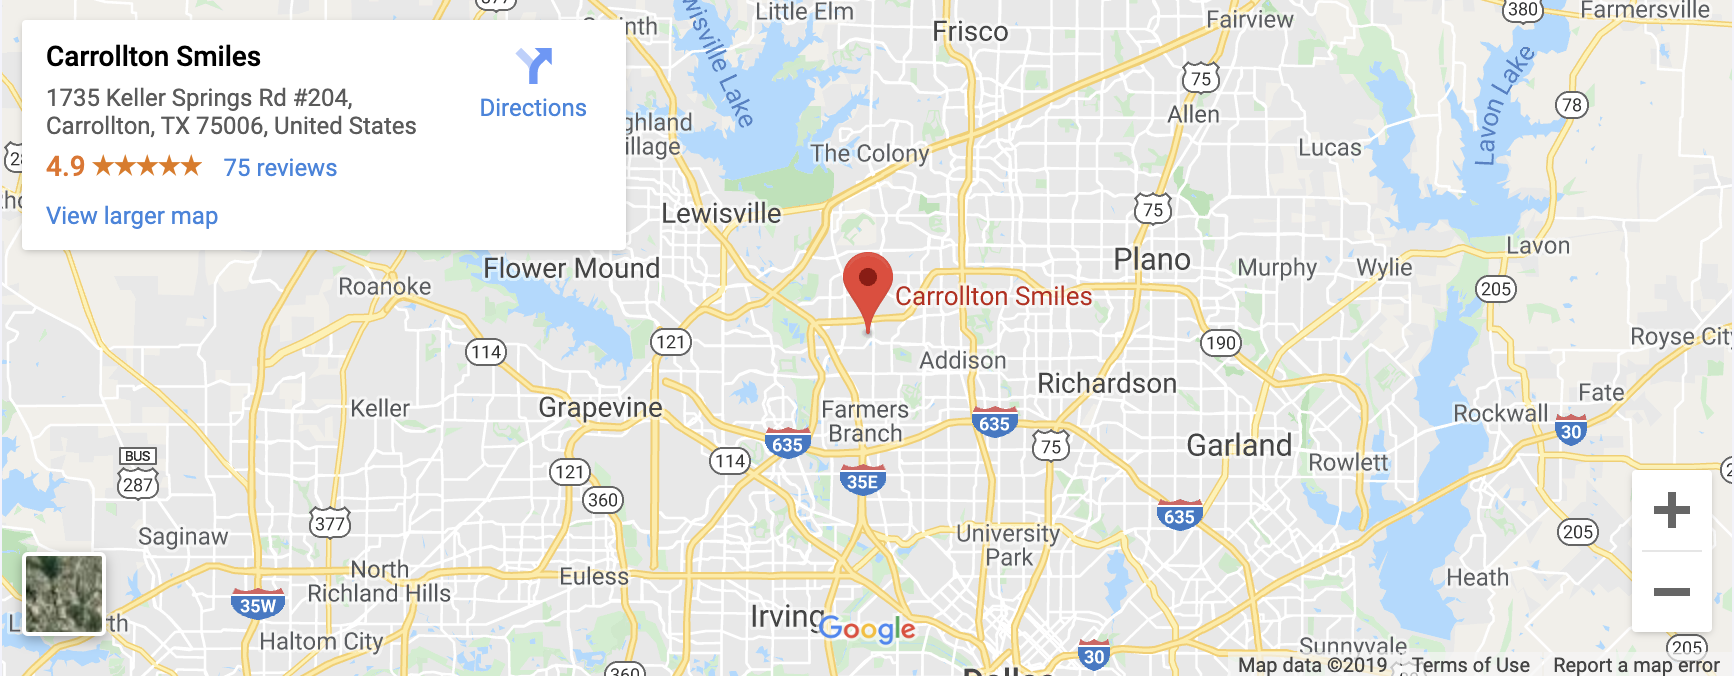 Carrollton Smiles
1735 Keller Springs Rd #204,
Carrollton, TX 75006, United States
4.9 ★★★★★ 75 reviews
View larger map
Directions
377
Little Elm
Frisco
Fairview
380
Farmersville
Lavon Lake
75
Allen
78
Lucas
The Colony
75
Lewisville
Lavon
Plano
Murphy
Wylie
Flower Mound
Roanoke
205
Carrollton Smiles
121
114
190
Royse City
Addison
Richardson
Keller
Grapevine
Farmers
Branch
Fate
Rockwall
30
635
635
75
Garland
Rowlett
BUS
287
114
121
35E
360
377
635
205
Saginaw
University
Park
North
Richland Hills
Euless
Heath
35W
Irving
Google
Haltom City
Sunnyvale
205
30
360
Dallas
Map data ©2019
Terms of Use
Report a map error